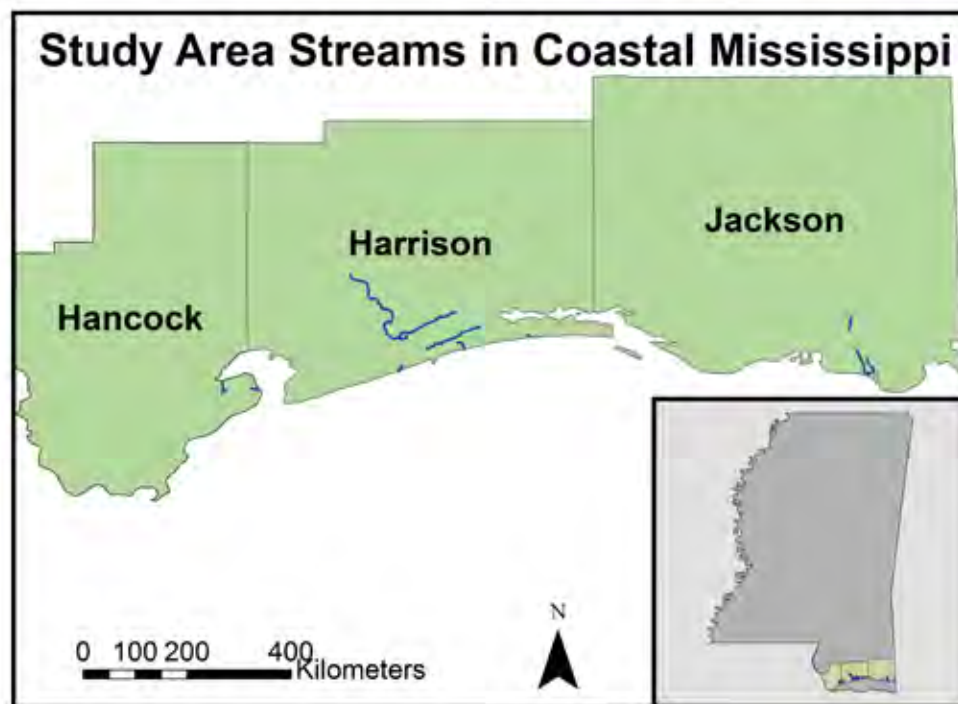 Study Area Streams in Coastal Mississippi
Jackson
Harrison
Hancock
N
0 100 200 400
Kilometers